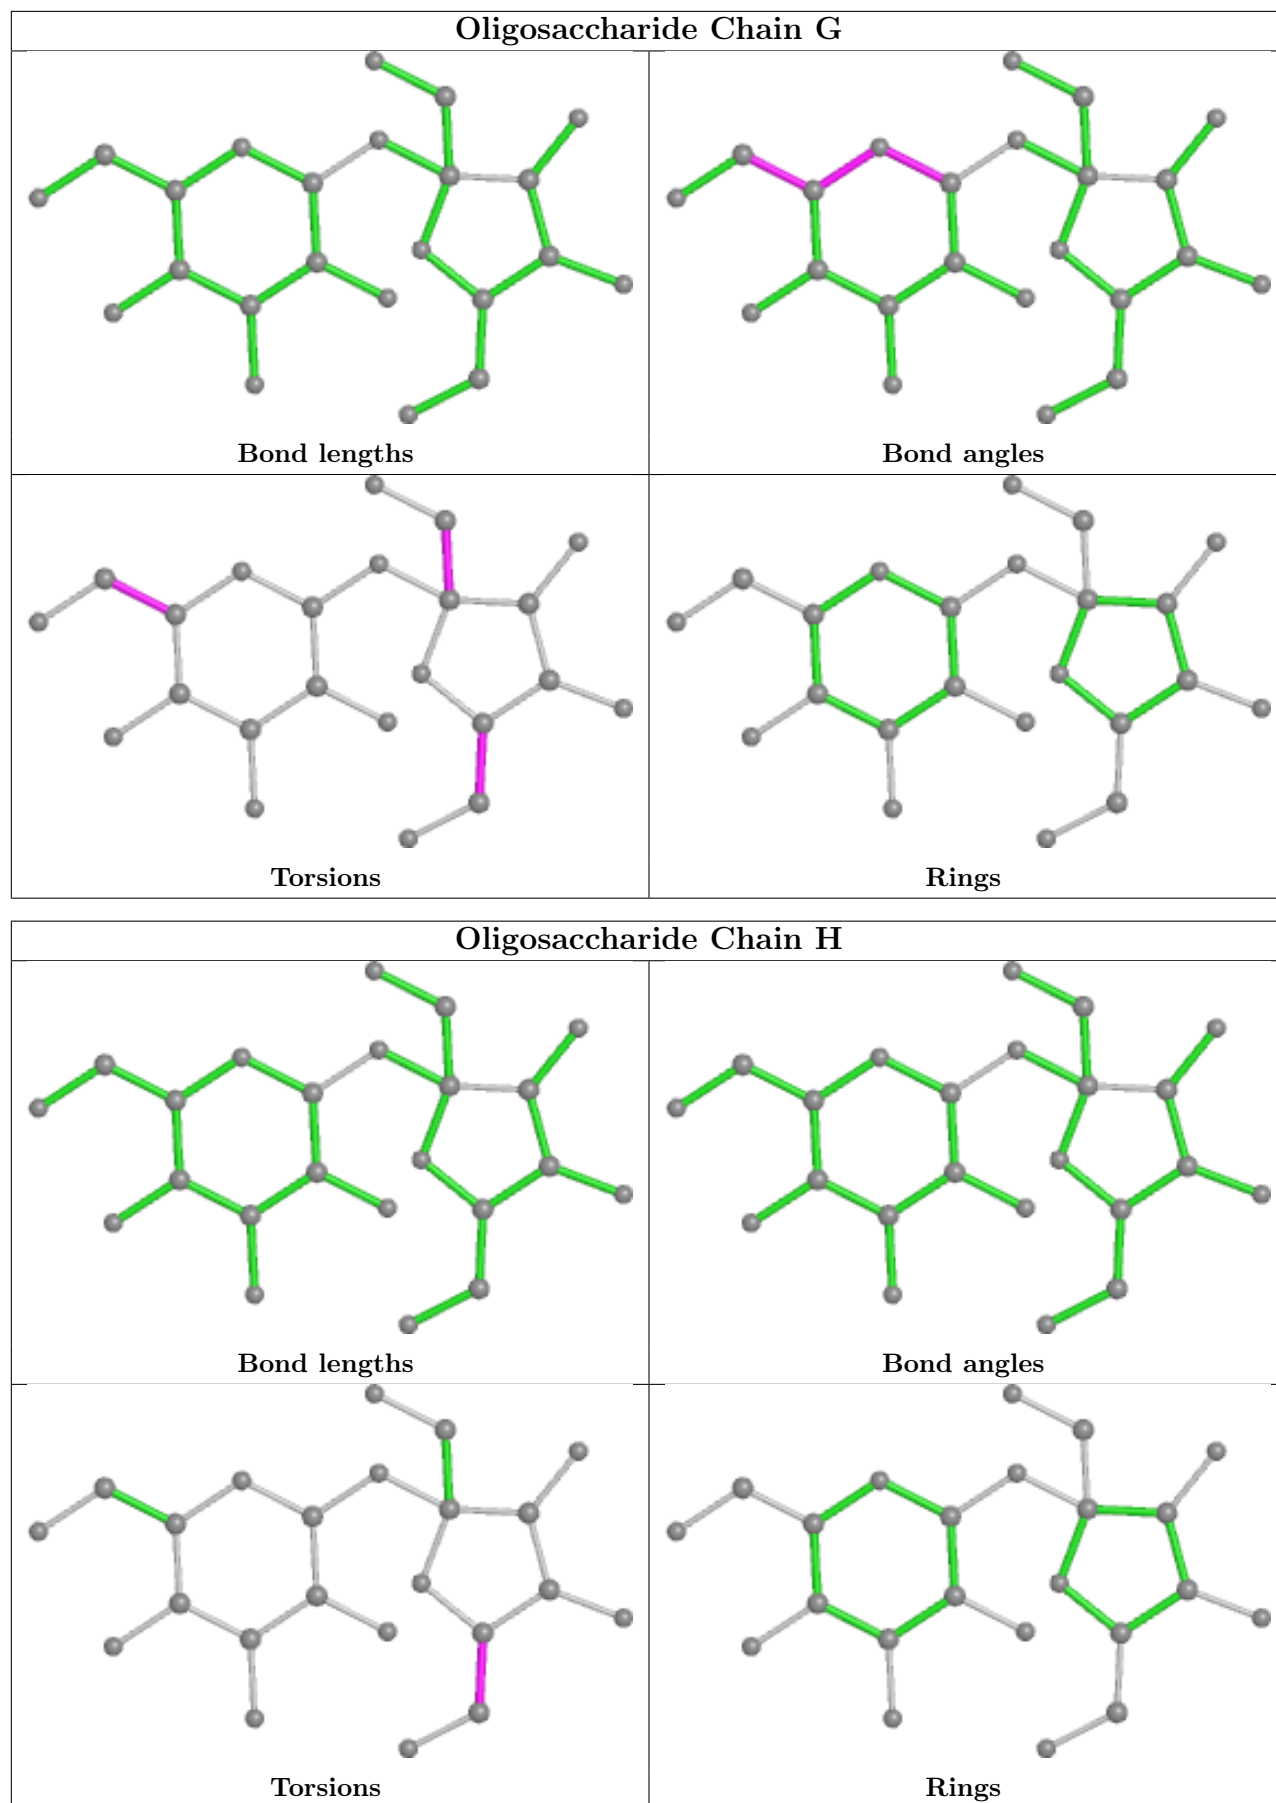 Oligosaccharide Chain G
Bond lengths
Bond angles
Torsions
Rings
Oligosaccharide Chain H
Bond lengths
Bond angles
Torsions
Rings